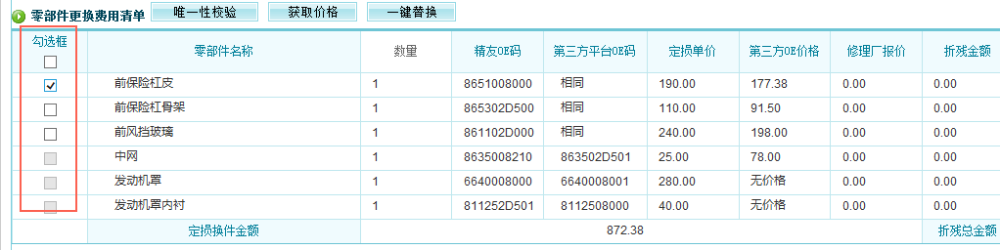 零部件更换费用清单 唯一性校验 获取价格 一键替换
勾选框 零部件名称 数量 精友OE码 第三方平台OE码 定损单价 第三方OE价格 修理厂报价 折残金额
前保险杠皮 1 8651008000 相同 190.00 177.38 0.00 0.00
前保险杠骨架 1 865302D500 相同 110.00 91.50 0.00 0.00
前风挡玻璃 1 861102D000 相同 240.00 198.00 0.00 0.00
中网 1 8635008210 863502D501 25.00 78.00 0.00 0.00
发动机罩 1 6640008000 6640008001 280.00 无价格 0.00 0.00
发动机罩内衬 1 811252D501 8112508000 40.00 无价格 0.00 0.00
定损换件金额 872.38 折残总金额